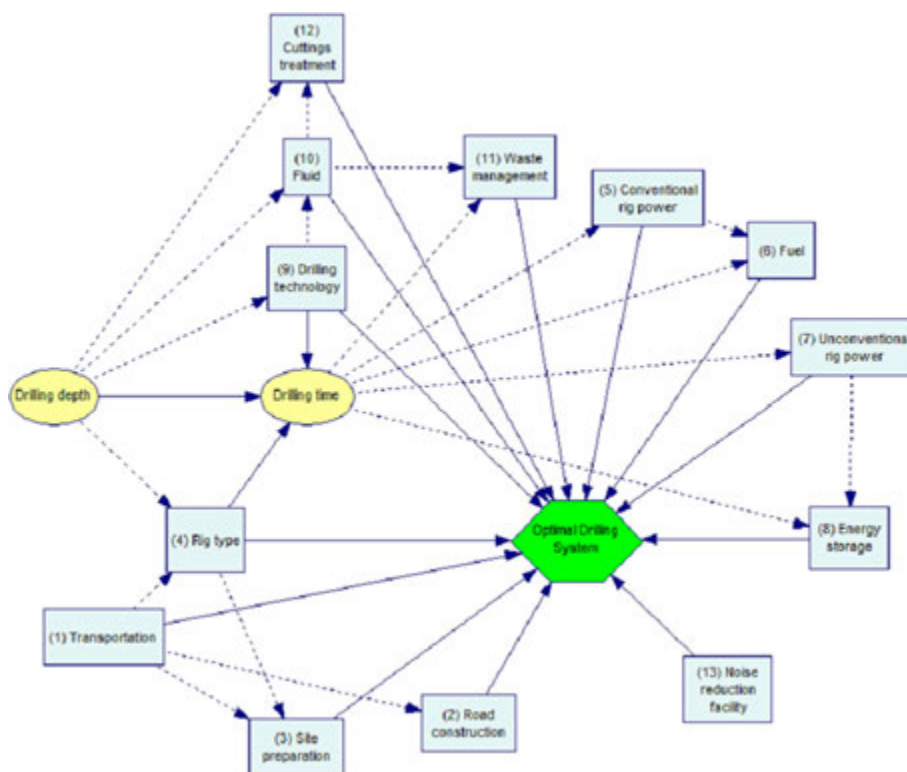 (12)
Cuttings
treatment
(10)
Fluid
(11) Waste
management
(5) Conventional
rig power
(6) Fuel
(9) Drilling
technology
(7) Unconventional
rig power
Drilling depth
Drilling time
(4) Rig type
Optimal Drilling
System
(8) Energy
storage
(1) Transportation
(13) Noise
reduction
facility
(2) Road
construction
(3) Site
preparation